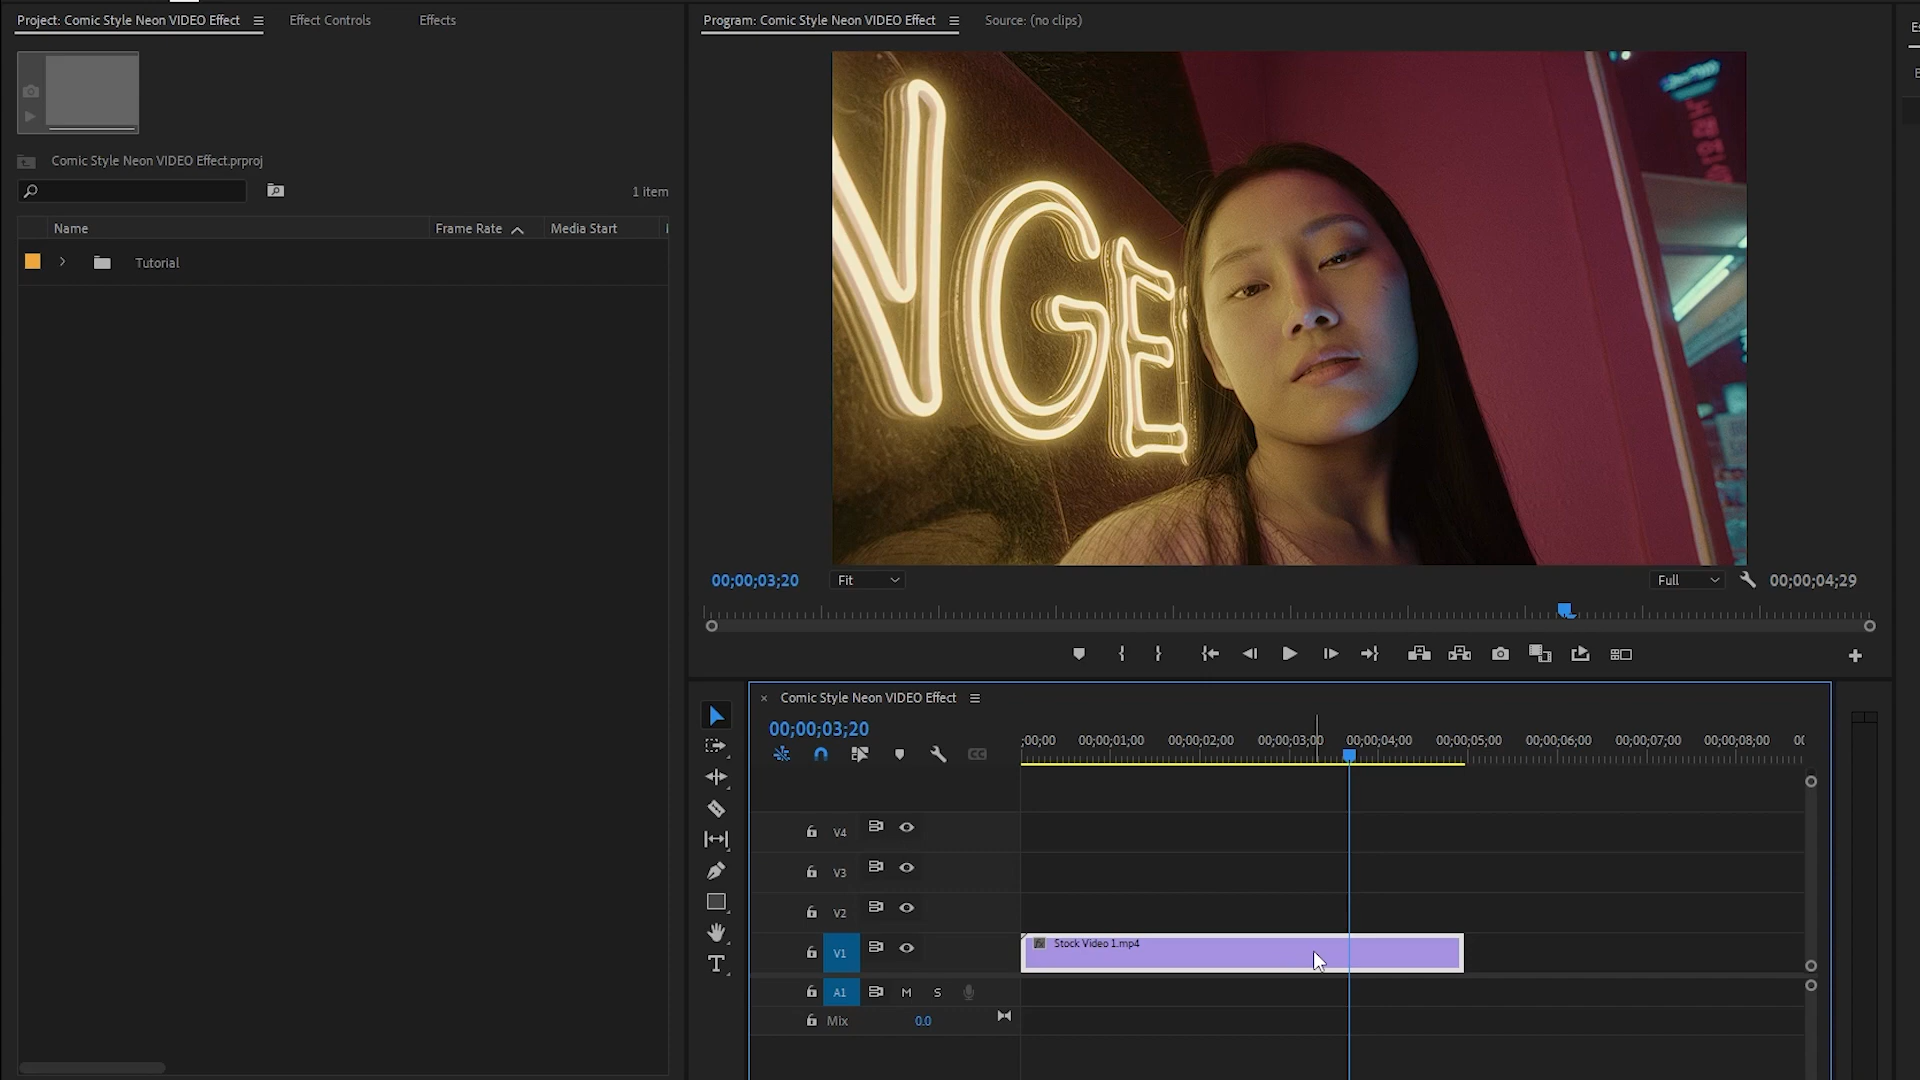 Project: Comic Style Neon VIDEO Effect
Effect Controls
Effects
Program: Comic Style Neon VIDEO Effect
Source: (no clips)
NGE
Comic Style Neon VIDEO Effect.prproj
1 item
Name
Frame Rate
Media Start
Tutorial
00;00;03;20
Fit
Full
00;00;04;29
Comic Style Neon VIDEO Effect
00;00;03;20
;00;00
00;00;01;00
00;00;02;00
00;00;03;00
00;00;04;00
00;00;05;00
00;00;06;00
00;00;07;00
00;00;08;00
V4
V3
V2
V1
Stock Video 1.mp4
A1
M
S
Mix
0.0